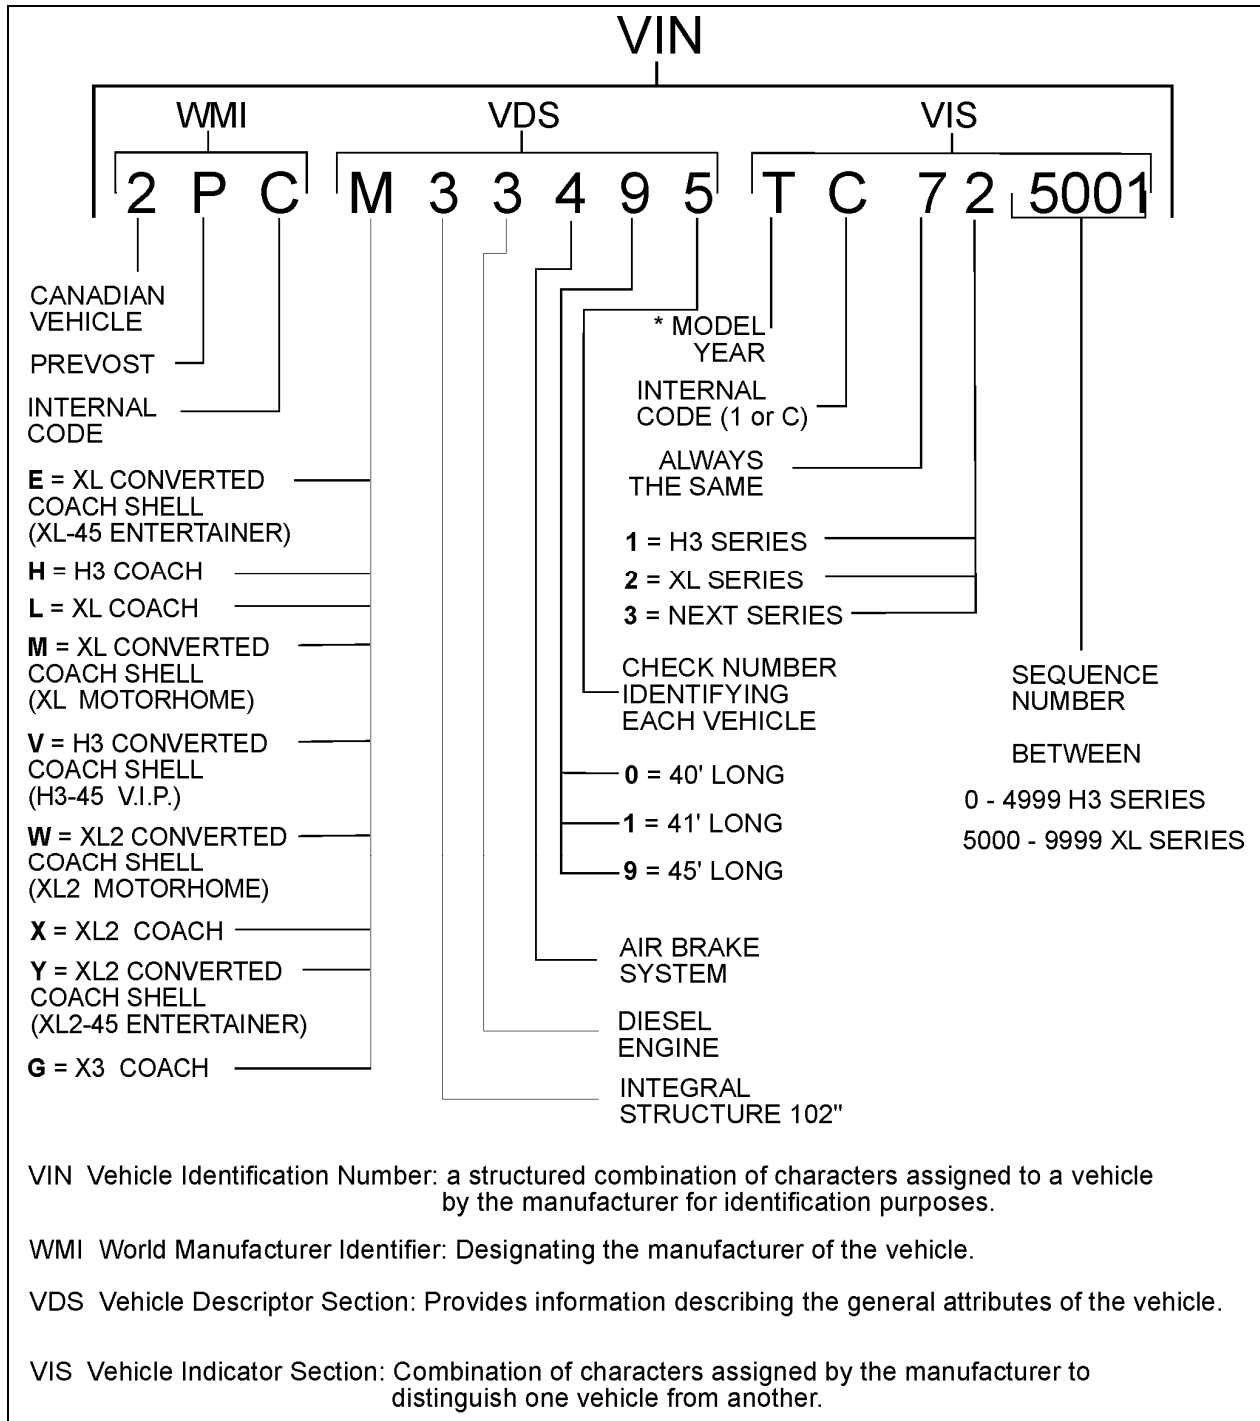 VIN
WMI
VDS
VIS
2 P C M 3 3 4 9 5 T C 7 2 5001
CANADIAN
VEHICLE
PREVOST
INTERNAL
CODE
E = XL CONVERTED
COACH SHELL
(XL-45 ENTERTAINER)
H = H3 COACH
L = XL COACH
M = XL CONVERTED
COACH SHELL
(XL MOTORHOME)
V = H3 CONVERTED
COACH SHELL
(H3-45 V.I.P.)
W = XL2 CONVERTED
COACH SHELL
(XL2 MOTORHOME)
X = XL2 COACH
Y = XL2 CONVERTED
COACH SHELL
(XL2-45 ENTERTAINER)
G = X3 COACH
* MODEL
YEAR
INTERNAL
CODE (1 or C)
ALWAYS
THE SAME
1 = H3 SERIES
2 = XL SERIES
3 = NEXT SERIES
CHECK NUMBER
IDENTIFYING
EACH VEHICLE
0 = 40' LONG
1 = 41' LONG
9 = 45' LONG
AIR BRAKE
SYSTEM
DIESEL
ENGINE
INTEGRAL
STRUCTURE 102"
SEQUENCE
NUMBER
BETWEEN
0 - 4999 H3 SERIES
5000 - 9999 XL SERIES
VIN Vehicle Identification Number: a structured combination of characters assigned to a vehicle
by the manufacturer for identification purposes.
WMI World Manufacturer Identifier: Designating the manufacturer of the vehicle.
VDS Vehicle Descriptor Section: Provides information describing the general attributes of the vehicle.
VIS Vehicle Indicator Section: Combination of characters assigned by the manufacturer to
distinguish one vehicle from another.